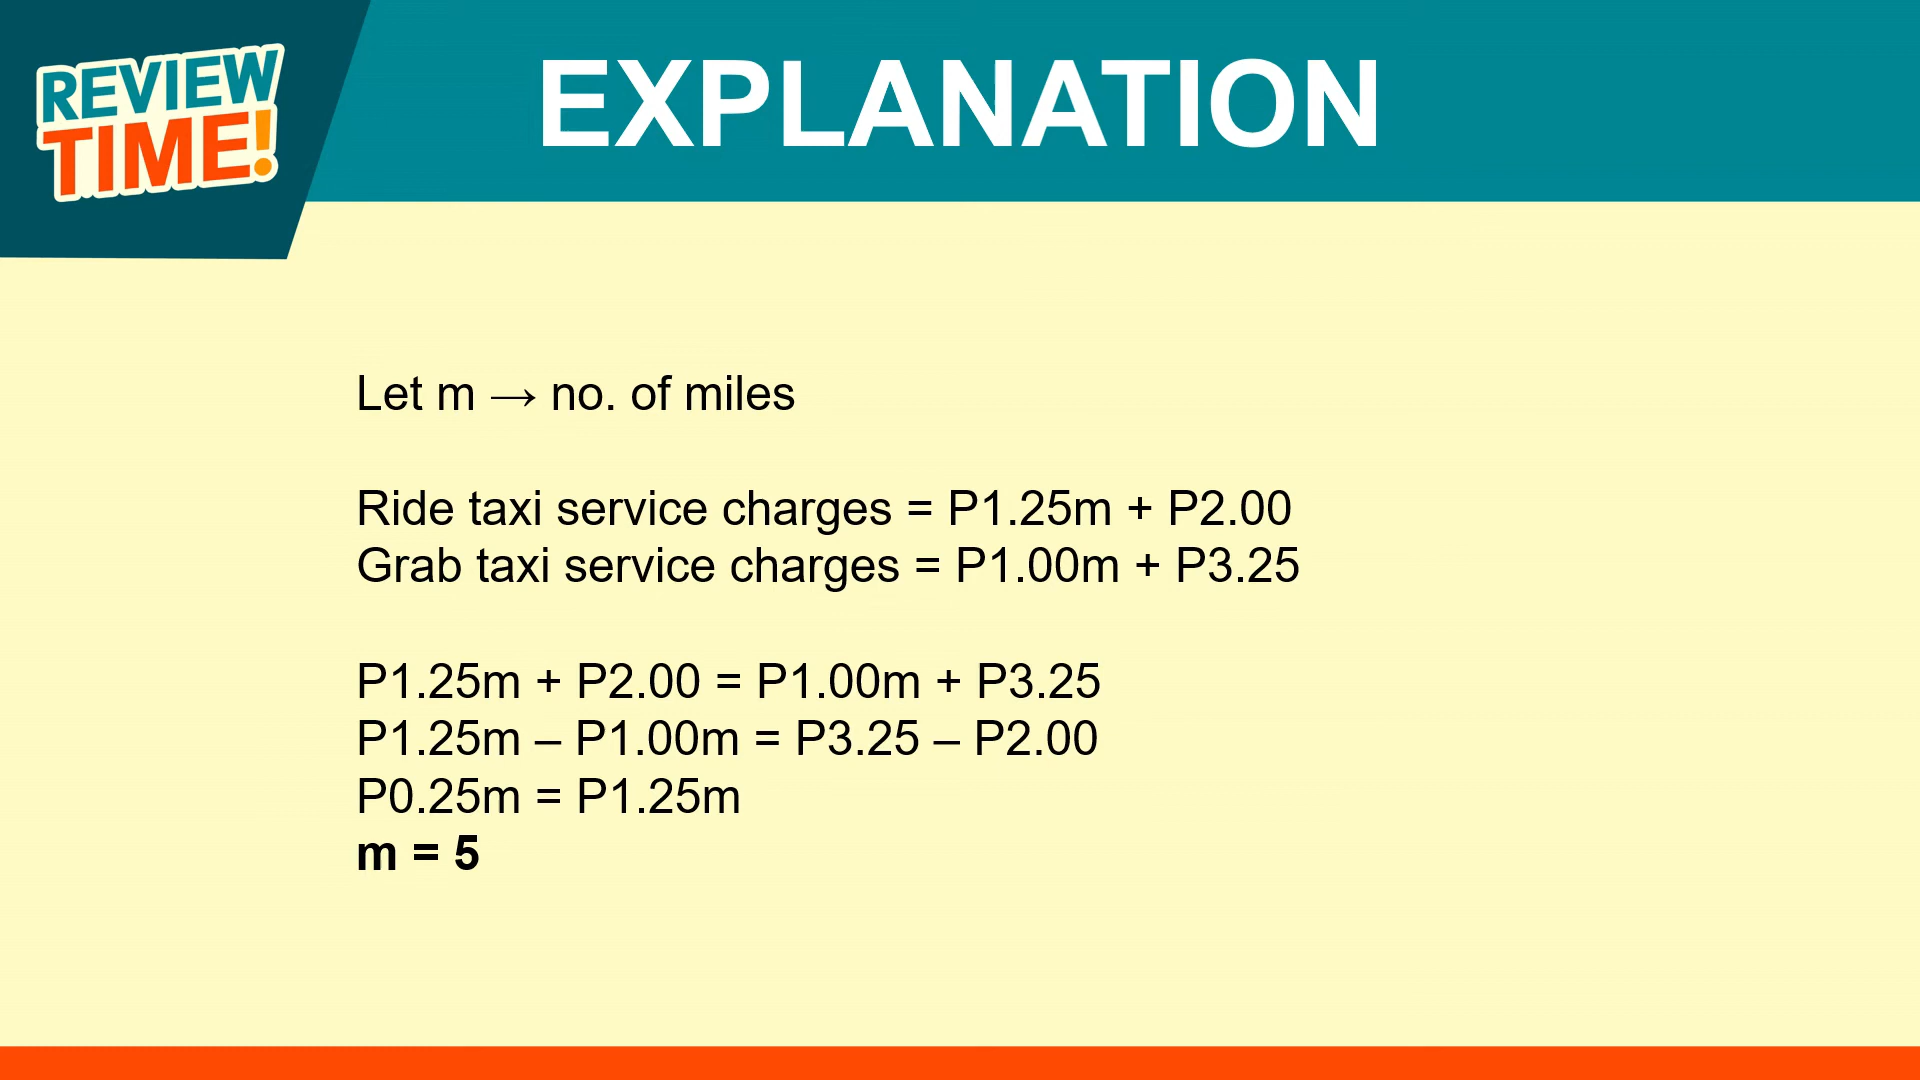 REVIEW
TIME!
EXPLANATION
Let m → no. of miles
Ride taxi service charges = P1.25m + P2.00
Grab taxi service charges = P1.00m + P3.25
P1.25m + P2.00 = P1.00m + P3.25
P1.25m – P1.00m = P3.25 – P2.00
P0.25m = P1.25m
m = 5